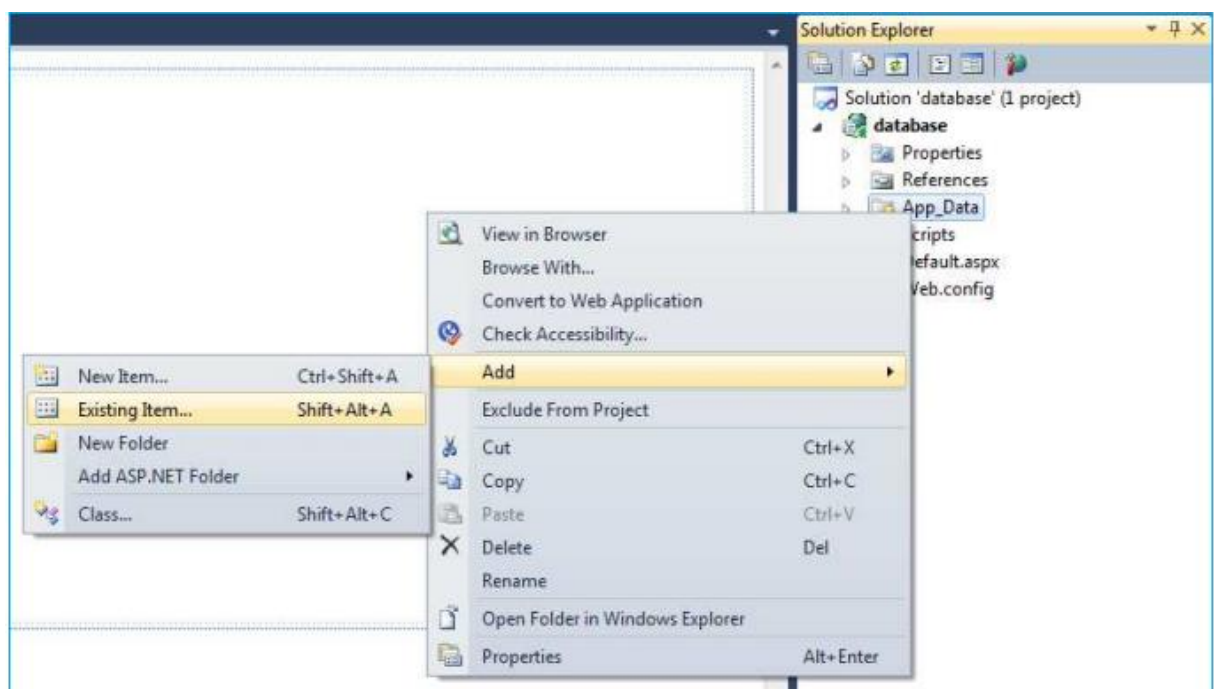 Solution Explorer
Solution 'database' (1 project)
database
Properties
References
App_Data
cripts
efault.aspx
eb.config
View in Browser
Browse With...
Convert to Web Application
Check Accessibility...
Add
Exclude From Project
Cut Ctrl+X
Copy Ctrl+C
Paste Ctrl+V
Delete Del
Rename
Open Folder in Windows Explorer
Properties Alt+Enter
New Item... Ctrl+Shift+A
Existing Item... Shift+Alt+A
New Folder
Add ASP.NET Folder
Class... Shift+Alt+C